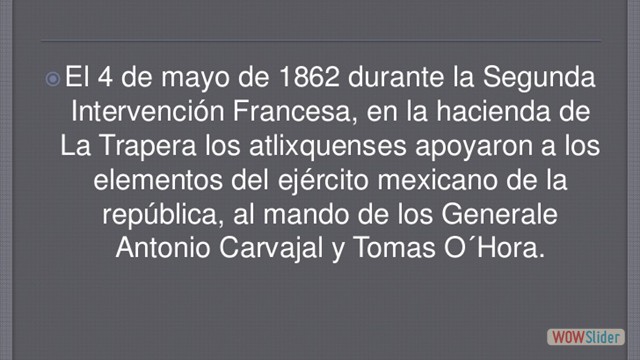 El 4 de mayo de 1862 durante la Segunda
Intervención Francesa, en la hacienda de
La Trapera los atlixquenses apoyaron a los
elementos del ejército mexicano de la
república, al mando de los Generale
Antonio Carvajal y Tomas O´Hora.
WOWSlider